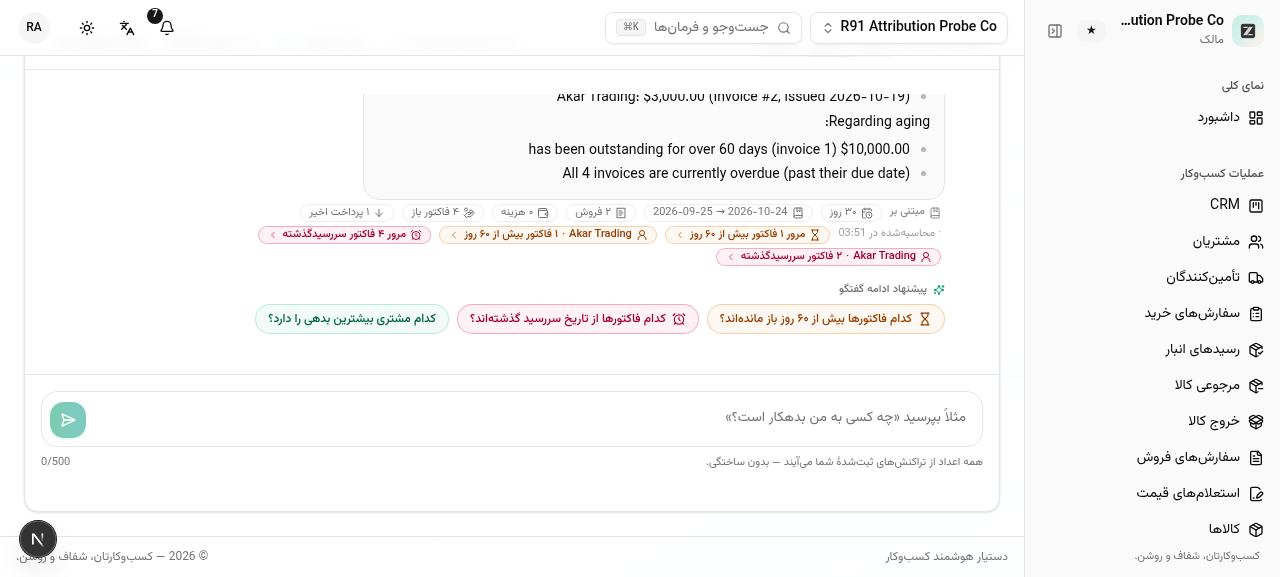 …ution Probe Co
مالک
R91 Attribution Probe Co
جست‌وجو و فرمان‌ها
⌘K
7
RA
نمای کلی
داشبورد
عملیات کسب‌وکار
CRM
مشتریان
تأمین‌کنندگان
سفارش‌های خرید
رسیدهای انبار
مرجوعی کالا
خروج کالا
سفارش‌های فروش
استعلام‌های قیمت
کالاها
کسب‌وکارتان، شفاف و روشن.
Akar Trading: $3,000.00 (invoice #2, issued 2026-10-19)
Regarding aging:
$10,000.00 (invoice 1) has been outstanding for over 60 days
All 4 invoices are currently overdue (past their due date)
مبتنی بر
۳۰ روز
2026-09-25 → 2026-10-24
۲ فروش
۰ هزینه
۴ فاکتور باز
۱ پرداخت اخیر
· محاسبه‌شده در 03:51
مرور ۱ فاکتور بیش از ۶۰ روز
Akar Trading · ۱ فاکتور بیش از ۶۰ روز
مرور ۴ فاکتور سررسیدگذشته
Akar Trading · ۲ فاکتور سررسیدگذشته
پیشنهاد ادامه گفتگو
کدام فاکتورها بیش از ۶۰ روز باز مانده‌اند؟
کدام فاکتورها از تاریخ سررسید گذشته‌اند؟
کدام مشتری بیشترین بدهی را دارد؟
مثلاً بپرسید «چه کسی به من بدهکار است؟»
همه اعداد از تراکنش‌های ثبت‌شدهٔ شما می‌آیند — بدون ساختگی.
0/500
دستیار هوشمند کسب‌وکار
© 2026 — کسب‌وکارتان، شفاف و روشن.
N